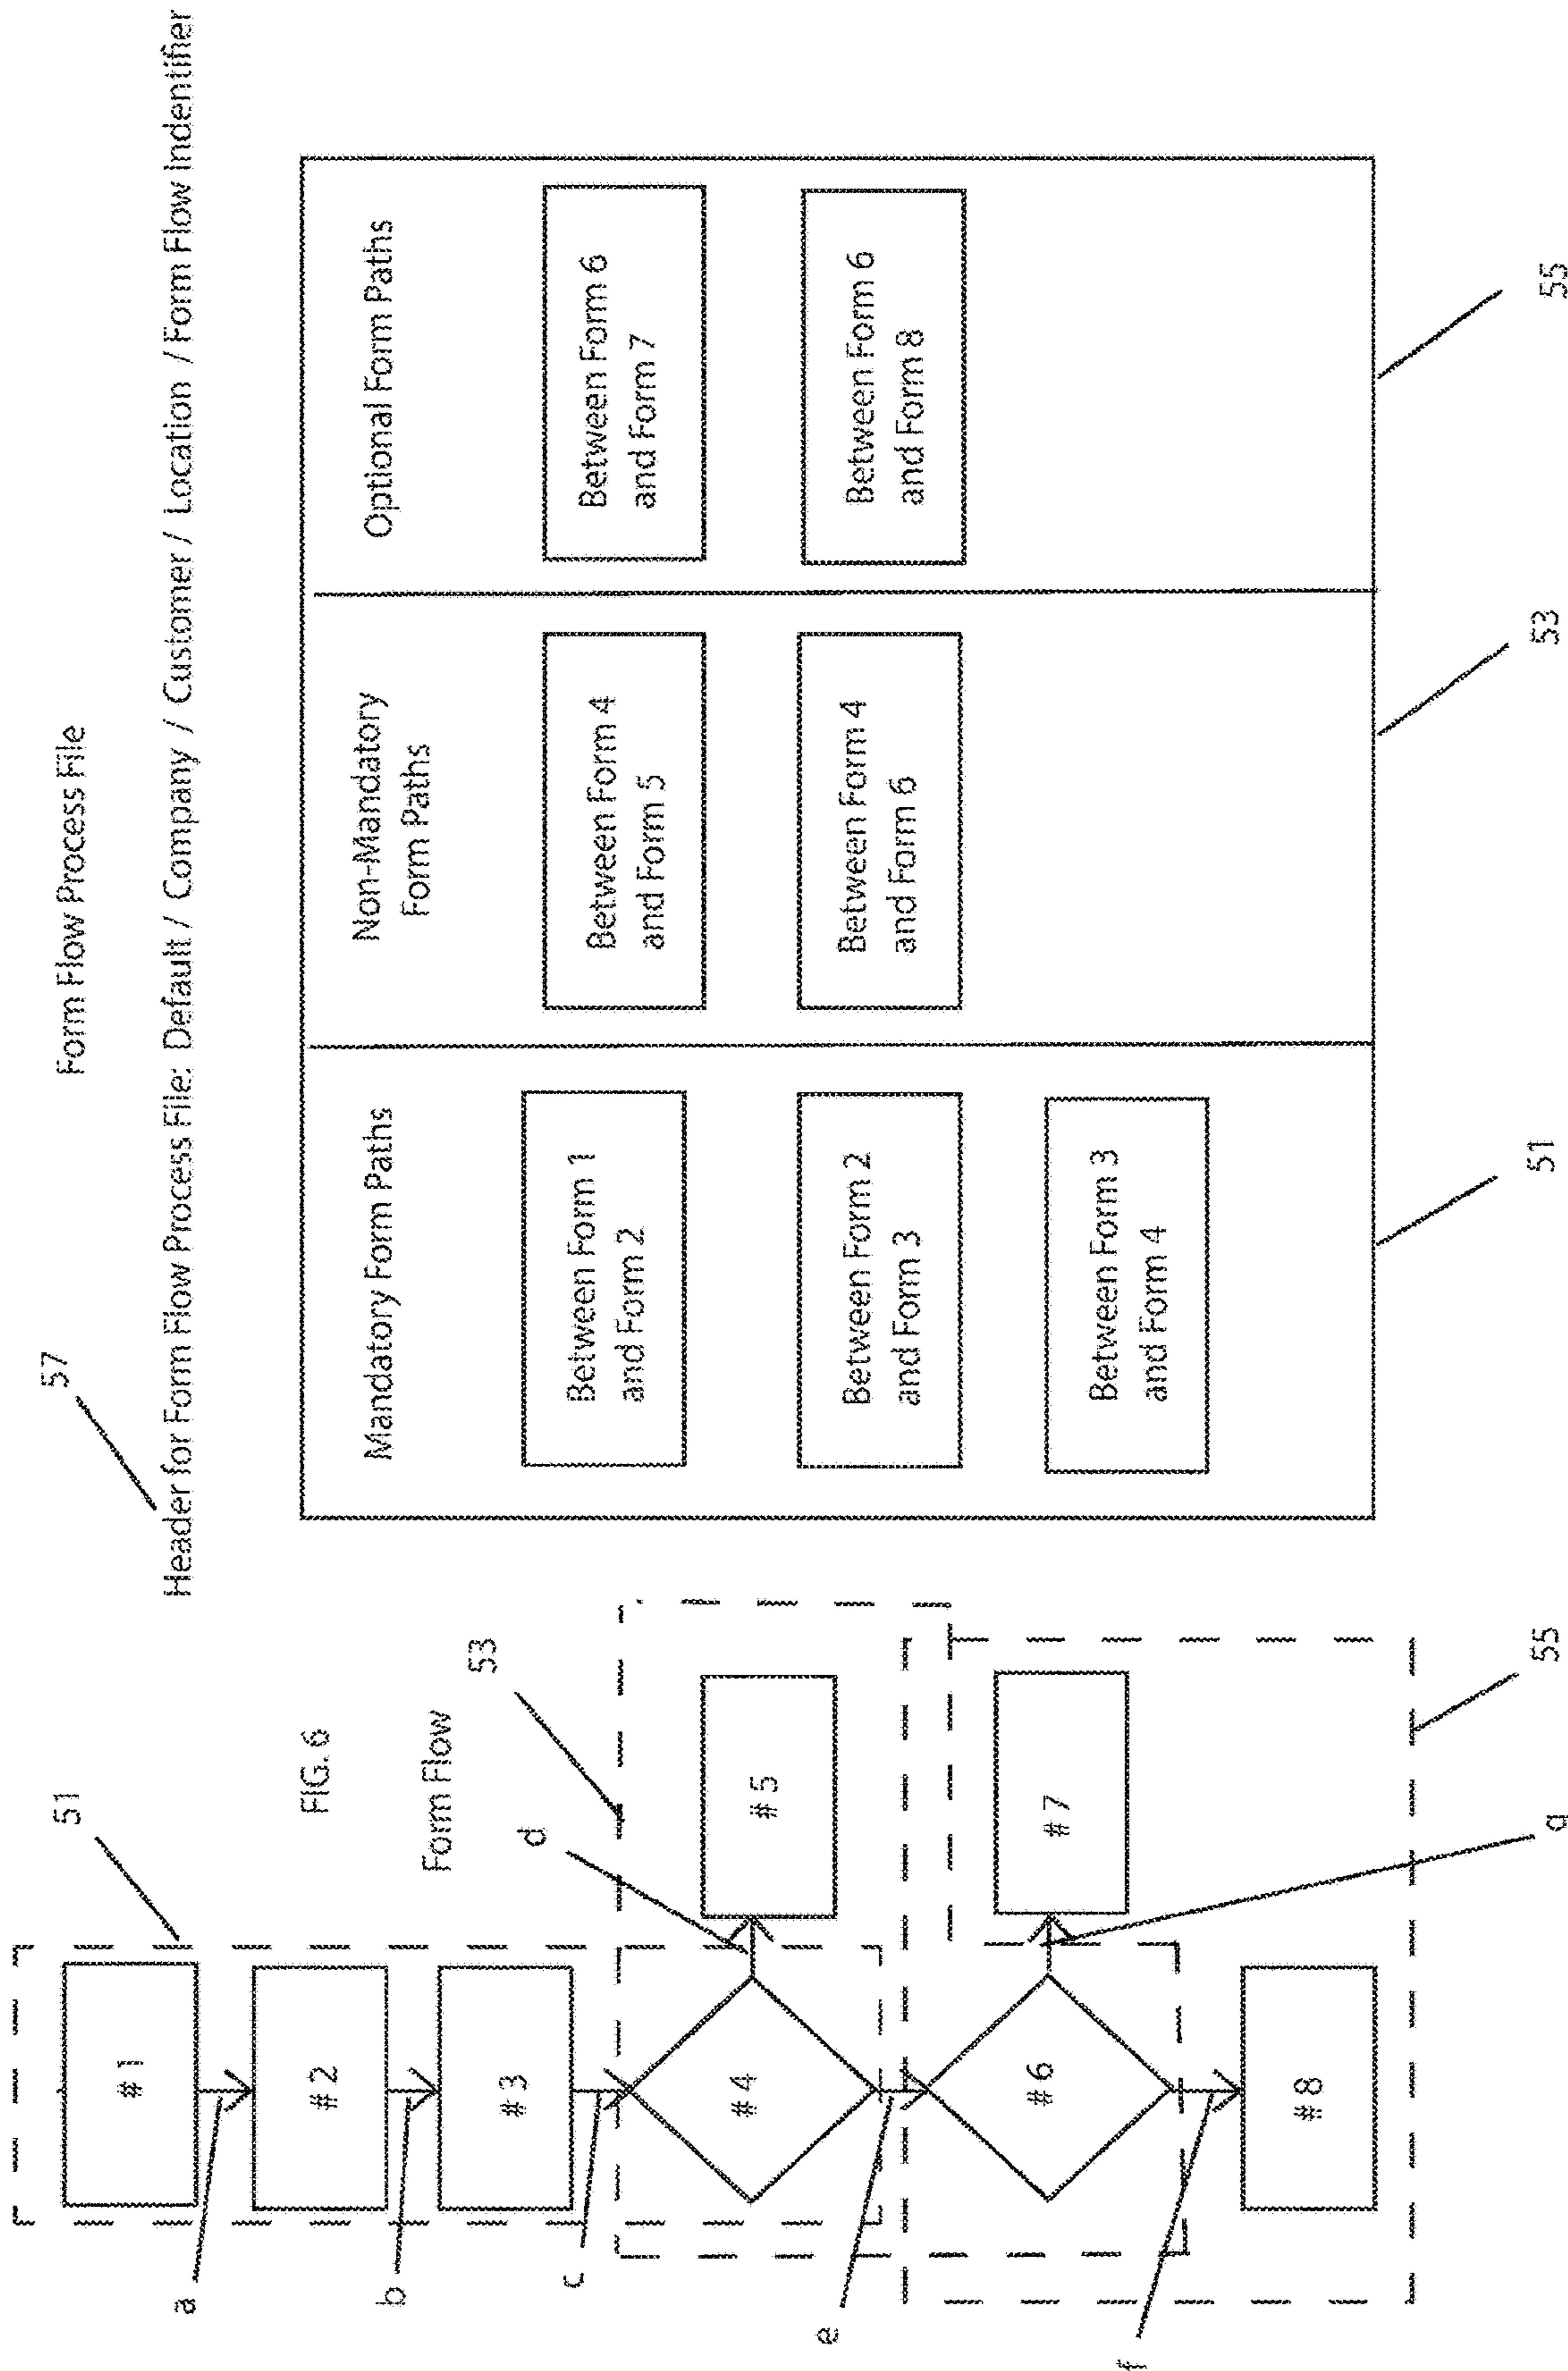 FIG. 6
Form Flow
51
#1
a
#2
b
#3
c
53
#4
d
#5
e
#6
#7
g
f
#8
55
Form Flow Process File
57
Header for Form Flow Process File: Default / Company / Customer / Location / Form Flow Indentifier
Mandatory Form Paths
Between Form 1
and Form 2
Between Form 2
and Form 3
Between Form 3
and Form 4
51
Non-Mandatory
Form Paths
Between Form 4
and Form 5
Between Form 4
and Form 6
53
Optional Form Paths
Between Form 6
and Form 7
Between Form 6
and Form 8
55